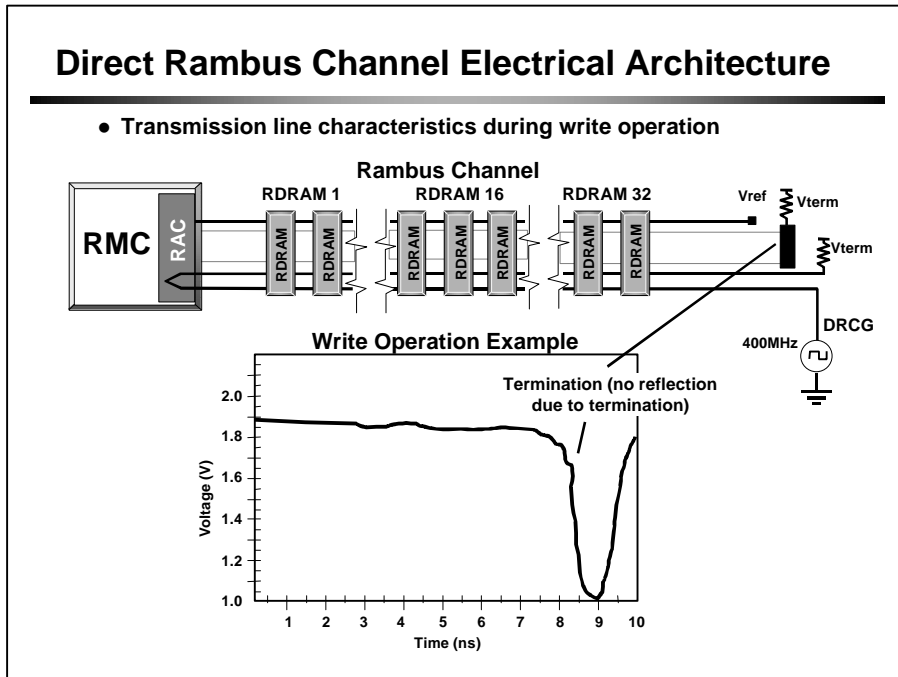 Direct Rambus Channel Electrical Architecture
● Transmission line characteristics during write operation
Rambus Channel
RDRAM 1
RDRAM 16
RDRAM 32
Vref
Vterm
RMC
RAC
RDRAM
RDRAM
RDRAM
RDRAM
RDRAM
RDRAM
RDRAM
Vterm
DRCG
400MHz
Write Operation Example
Termination (no reflection
due to termination)
Voltage (V)
2.0
1.8
1.6
1.4
1.2
1.0
1 2 3 4 5 6 7 8 9 10
Time (ns)